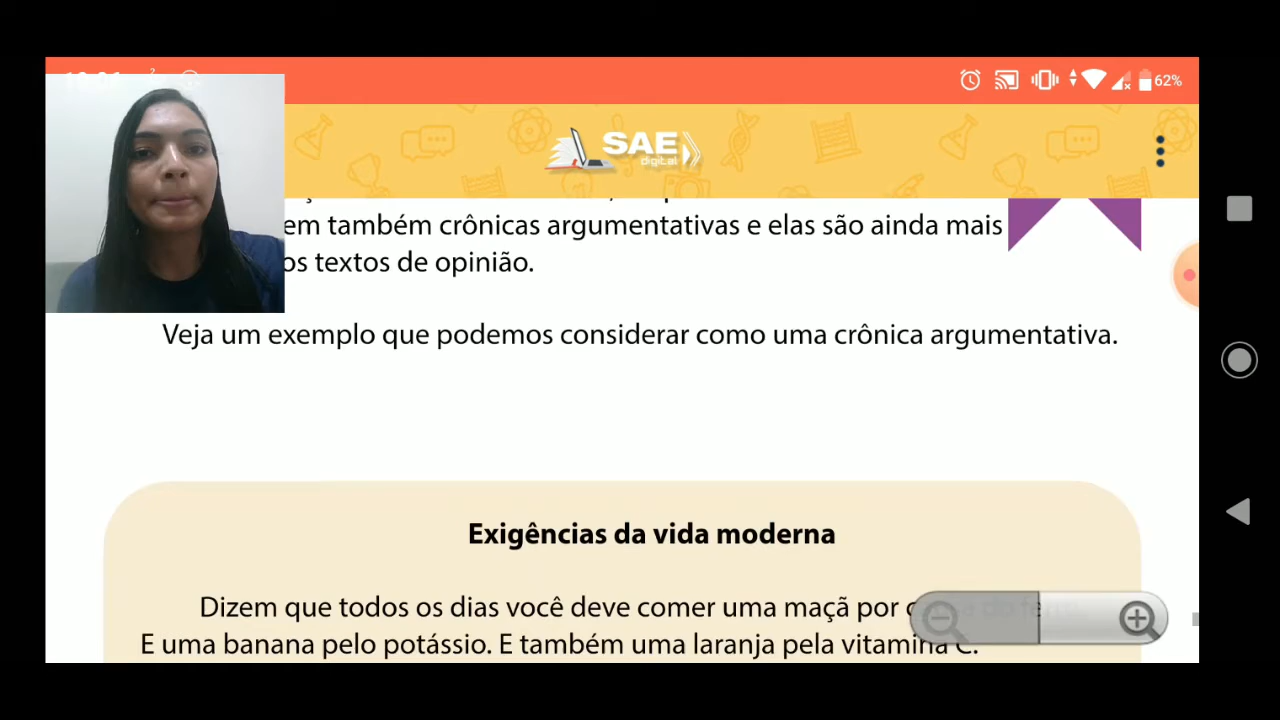 62%
SAE
digital
em também crônicas argumentativas e elas são ainda mais
os textos de opinião.
Veja um exemplo que podemos considerar como uma crônica argumentativa.
Exigências da vida moderna
Dizem que todos os dias você deve comer uma maçã por
E uma banana pelo potássio. E também uma laranja pela vitamina C.